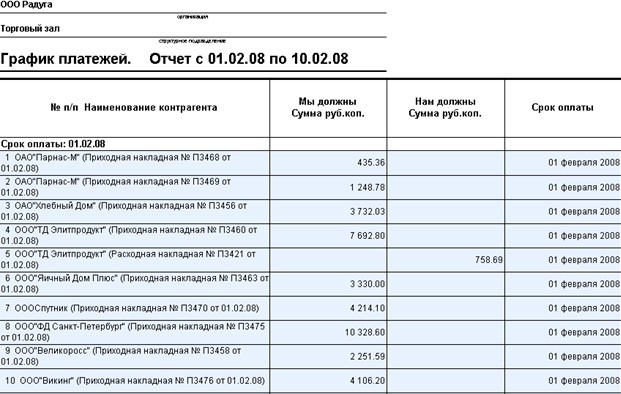 ООО Радуга
организация
Торговый зал
структурное подразделение
График платежей. Отчет с 01.02.08 по 10.02.08
№ п/п Наименование контрагента Мы должны Сумма руб.коп. Нам должны Сумма руб.коп. Срок оплаты
Срок оплаты: 01.02.08
1 ОАО"Парнас-М" (Приходная накладная № П3468 от
01.02.08) 435.36 01 февраля 2008
2 ОАО"Парнас-М" (Приходная накладная № П3469 от
01.02.08) 1 248.78 01 февраля 2008
3 ОАО"Хлебный Дом" (Приходная накладная № П3456 от
01.02.08) 3 732.03 01 февраля 2008
4 ООО"ТД Элитпродукт" (Приходная накладная № П3460 от
01.02.08) 7 692.80 01 февраля 2008
5 ООО"ТД Элитпродукт" (Расходная накладная № П3421 от
01.02.08) 758.69 01 февраля 2008
6 ООО"Яичный Дом Плюс" (Приходная накладная № П3463 от
01.02.08) 3 330.00 01 февраля 2008
7 ОООСпутник (Приходная накладная № П3470 от 01.02.08) 4 214.10 01 февраля 2008
8 ООО"ФД Санкт-Петербург" (Приходная накладная № П3475
от 01.02.08) 10 328.60 01 февраля 2008
9 ООО"Великоросс" (Приходная накладная № П3458 от
01.02.08) 2 251.59 01 февраля 2008
10 ООО"Викинг" (Приходная накладная № П3476 от 01.02.08) 4 106.20 01 февраля 2008